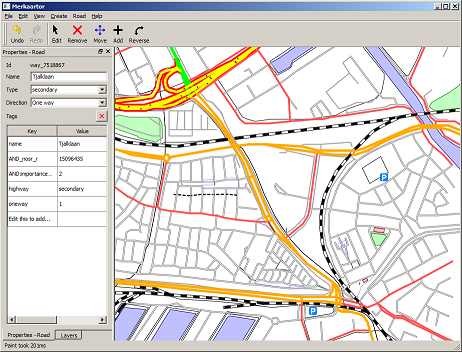 Merkaartor
File Edit View Create Road Help
Undo Redo Edit Remove Move Add Reverse
Properties - Road
Id way_7518867
Name Tjalklaan
Type secondary
Direction One way
Tags
Key Value
name Tjalklaan
AND_nosr_r 15096435
AND:importance... 2
highway secondary
oneway 1
Edit this to add...
P
P
Properties - Road Layers
Paint took 201ms